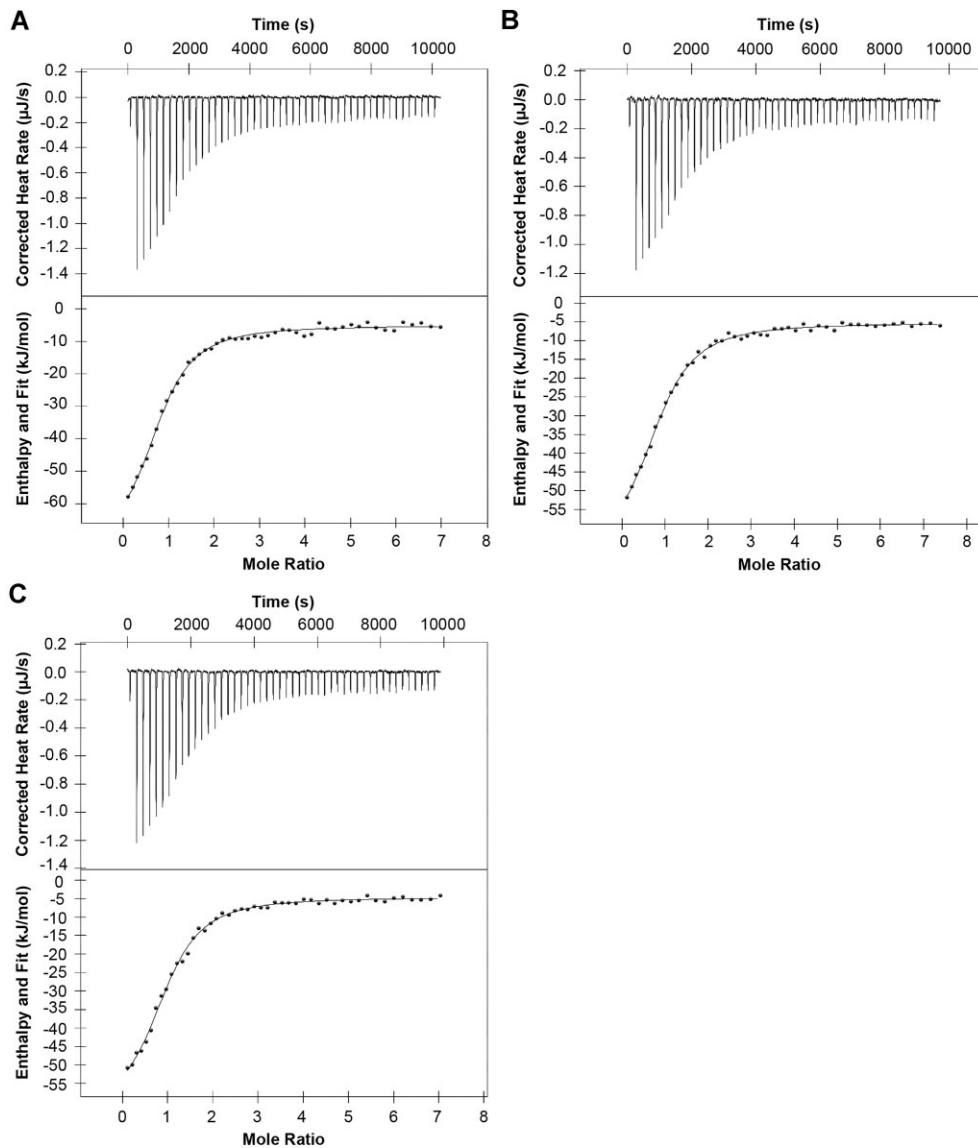 A
Time (s)
0 2000 4000 6000 8000 10000
Corrected Heat Rate (µJ/s)
0.2
0.0
-0.2
-0.4
-0.6
-0.8
-1.0
-1.2
-1.4
Enthalpy and Fit (kJ/mol)
0
-10
-20
-30
-40
-50
-60
0 1 2 3 4 5 6 7 8
Mole Ratio
B
Time (s)
0 2000 4000 6000 8000 10000
Corrected Heat Rate (µJ/s)
0.2
0.0
-0.2
-0.4
-0.6
-0.8
-1.0
-1.2
Enthalpy and Fit (kJ/mol)
0
-5
-10
-15
-20
-25
-30
-35
-40
-45
-50
-55
0 1 2 3 4 5 6 7 8
Mole Ratio
C
Time (s)
0 2000 4000 6000 8000 10000
Corrected Heat Rate (µJ/s)
0.2
0.0
-0.2
-0.4
-0.6
-0.8
-1.0
-1.2
-1.4
Enthalpy and Fit (kJ/mol)
0
-5
-10
-15
-20
-25
-30
-35
-40
-45
-50
-55
0 1 2 3 4 5 6 7 8
Mole Ratio